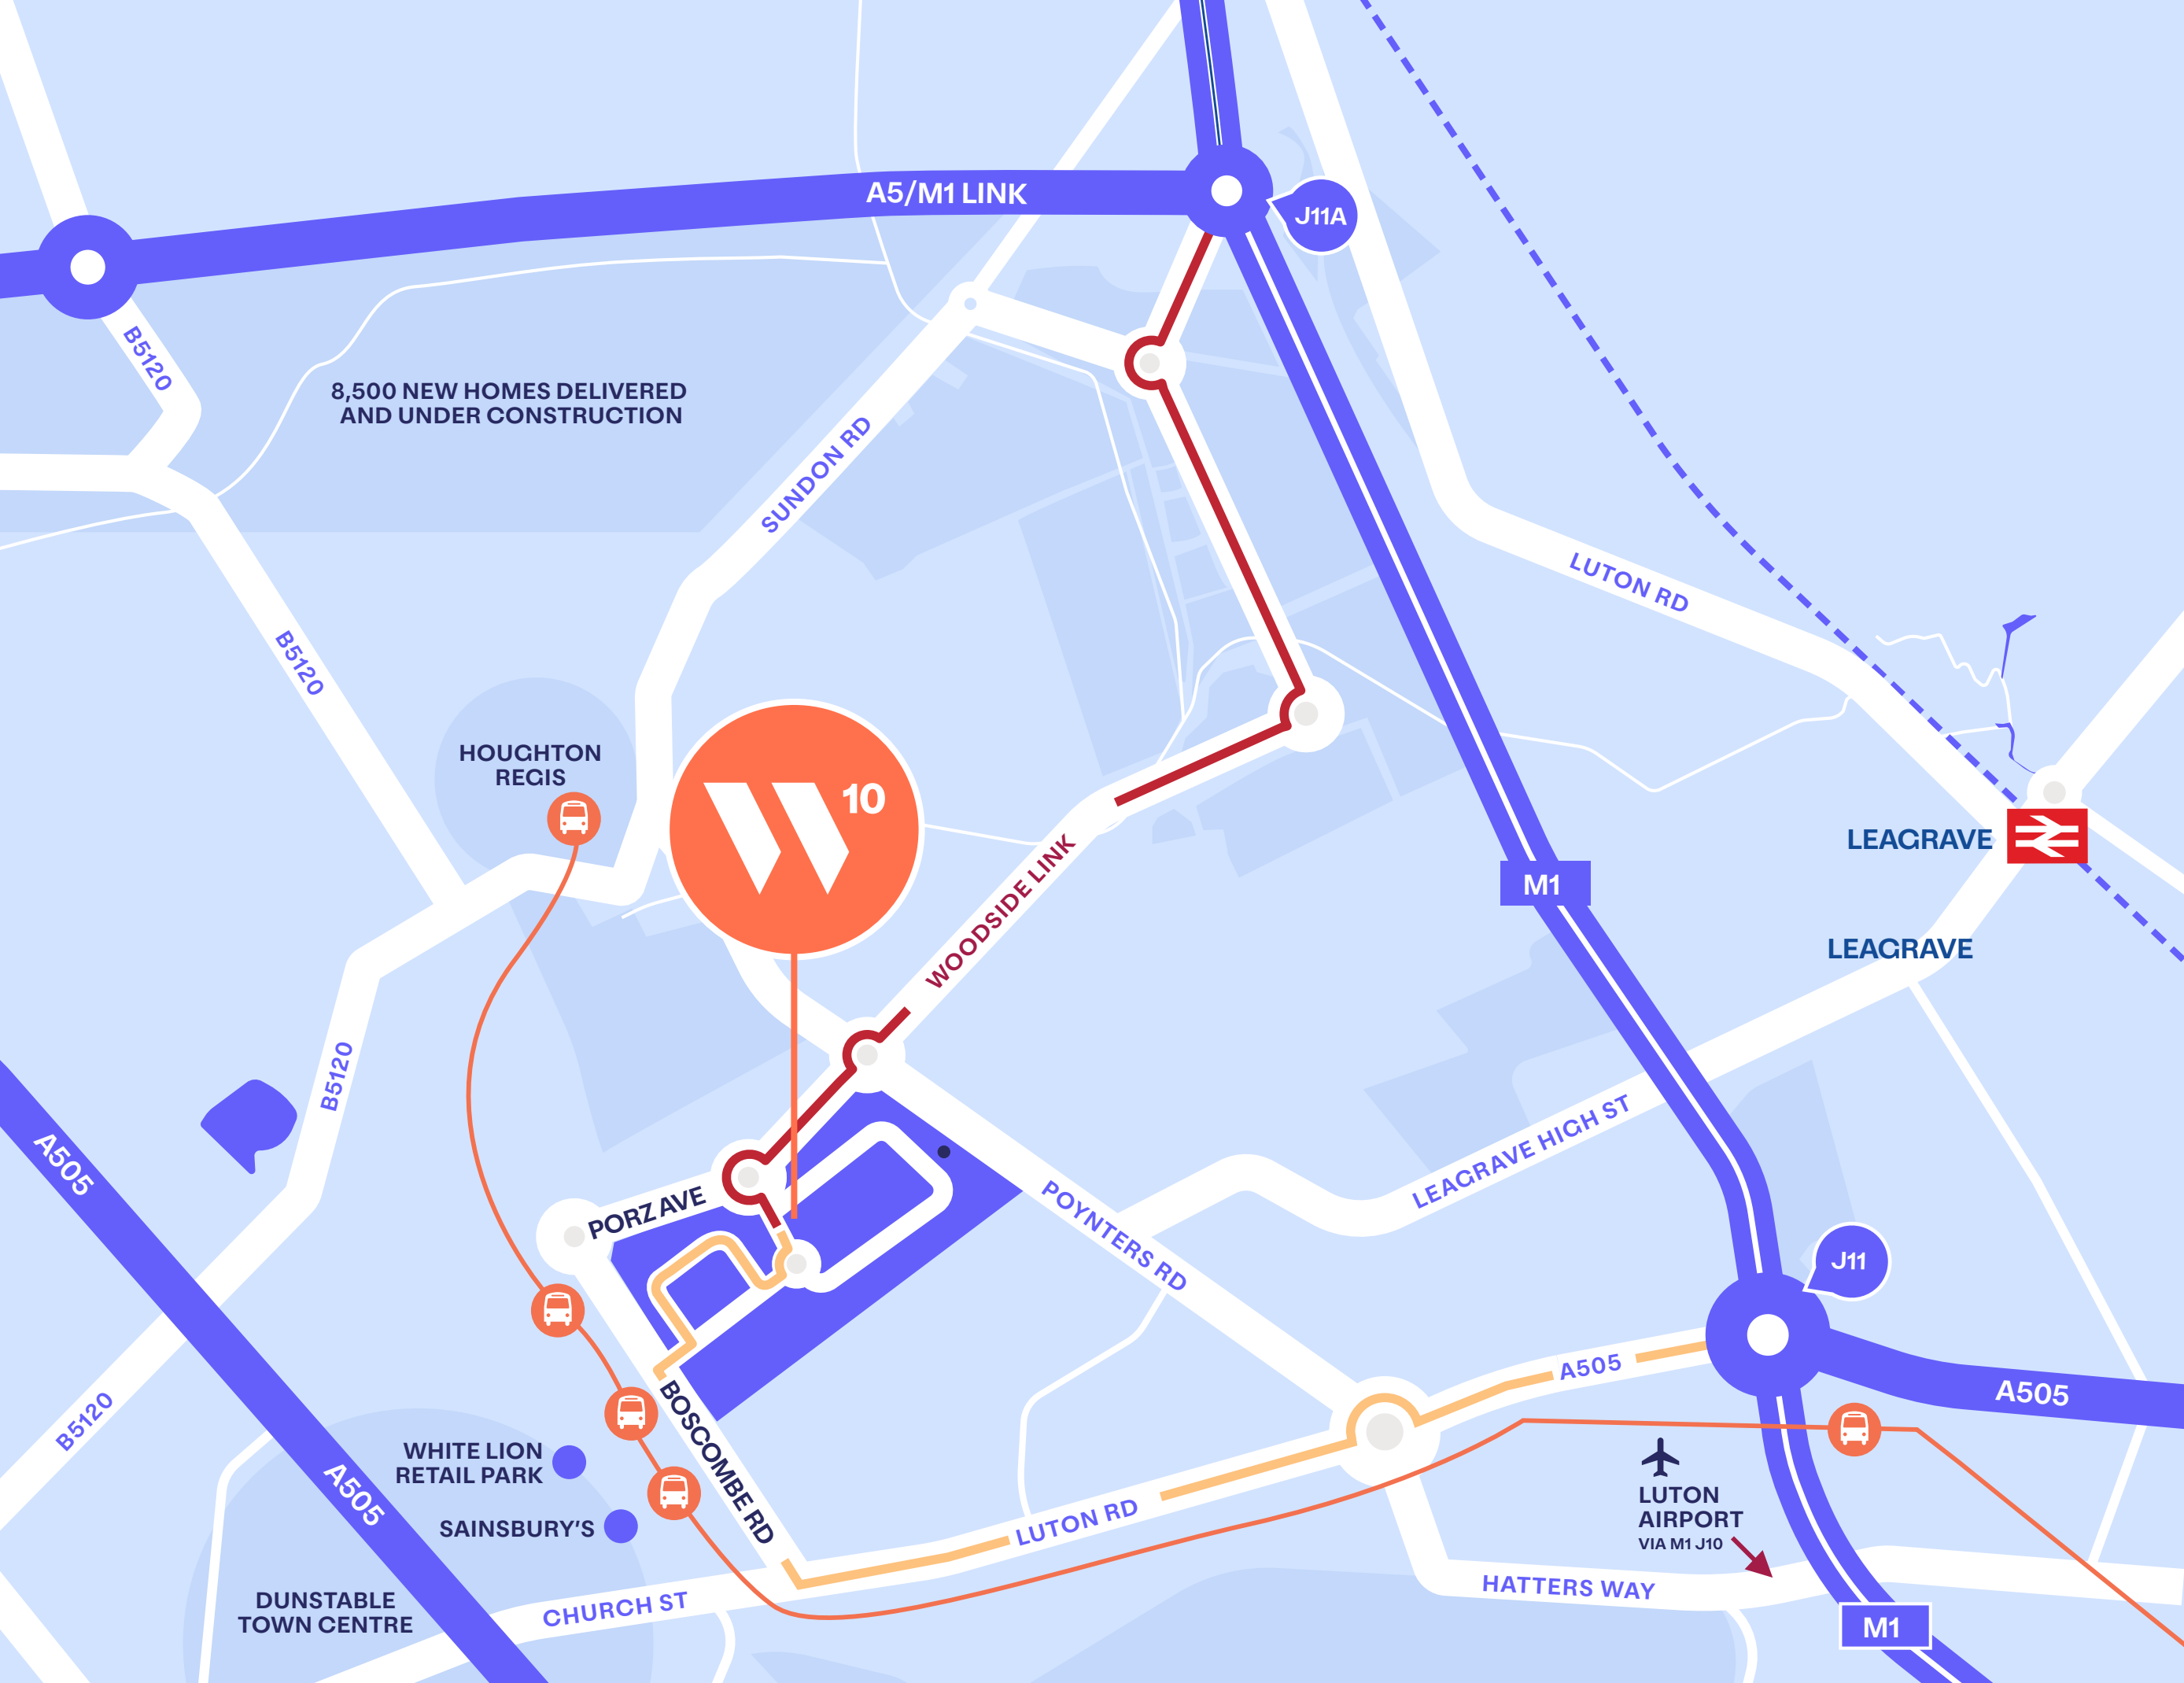 A5/M1 LINK
J11A
B5120
8,500 NEW HOMES DELIVERED
AND UNDER CONSTRUCTION
SUNDON RD
LUTON RD
B5120
HOUGHTON
REGIS
10
LEAGRAVE
M1
WOODSIDE LINK
LEAGRAVE
B5120
A505
LEAGRAVE HIGH ST
PORZ AVE
POYNTERS RD
J11
A505
A505
B5120
BOSCOMBE RD
WHITE LION
RETAIL PARK
A505
SAINSBURY'S
LUTON RD
LUTON
AIRPORT
VIA M1 J10
HATTERS WAY
CHURCH ST
DUNSTABLE
TOWN CENTRE
M1